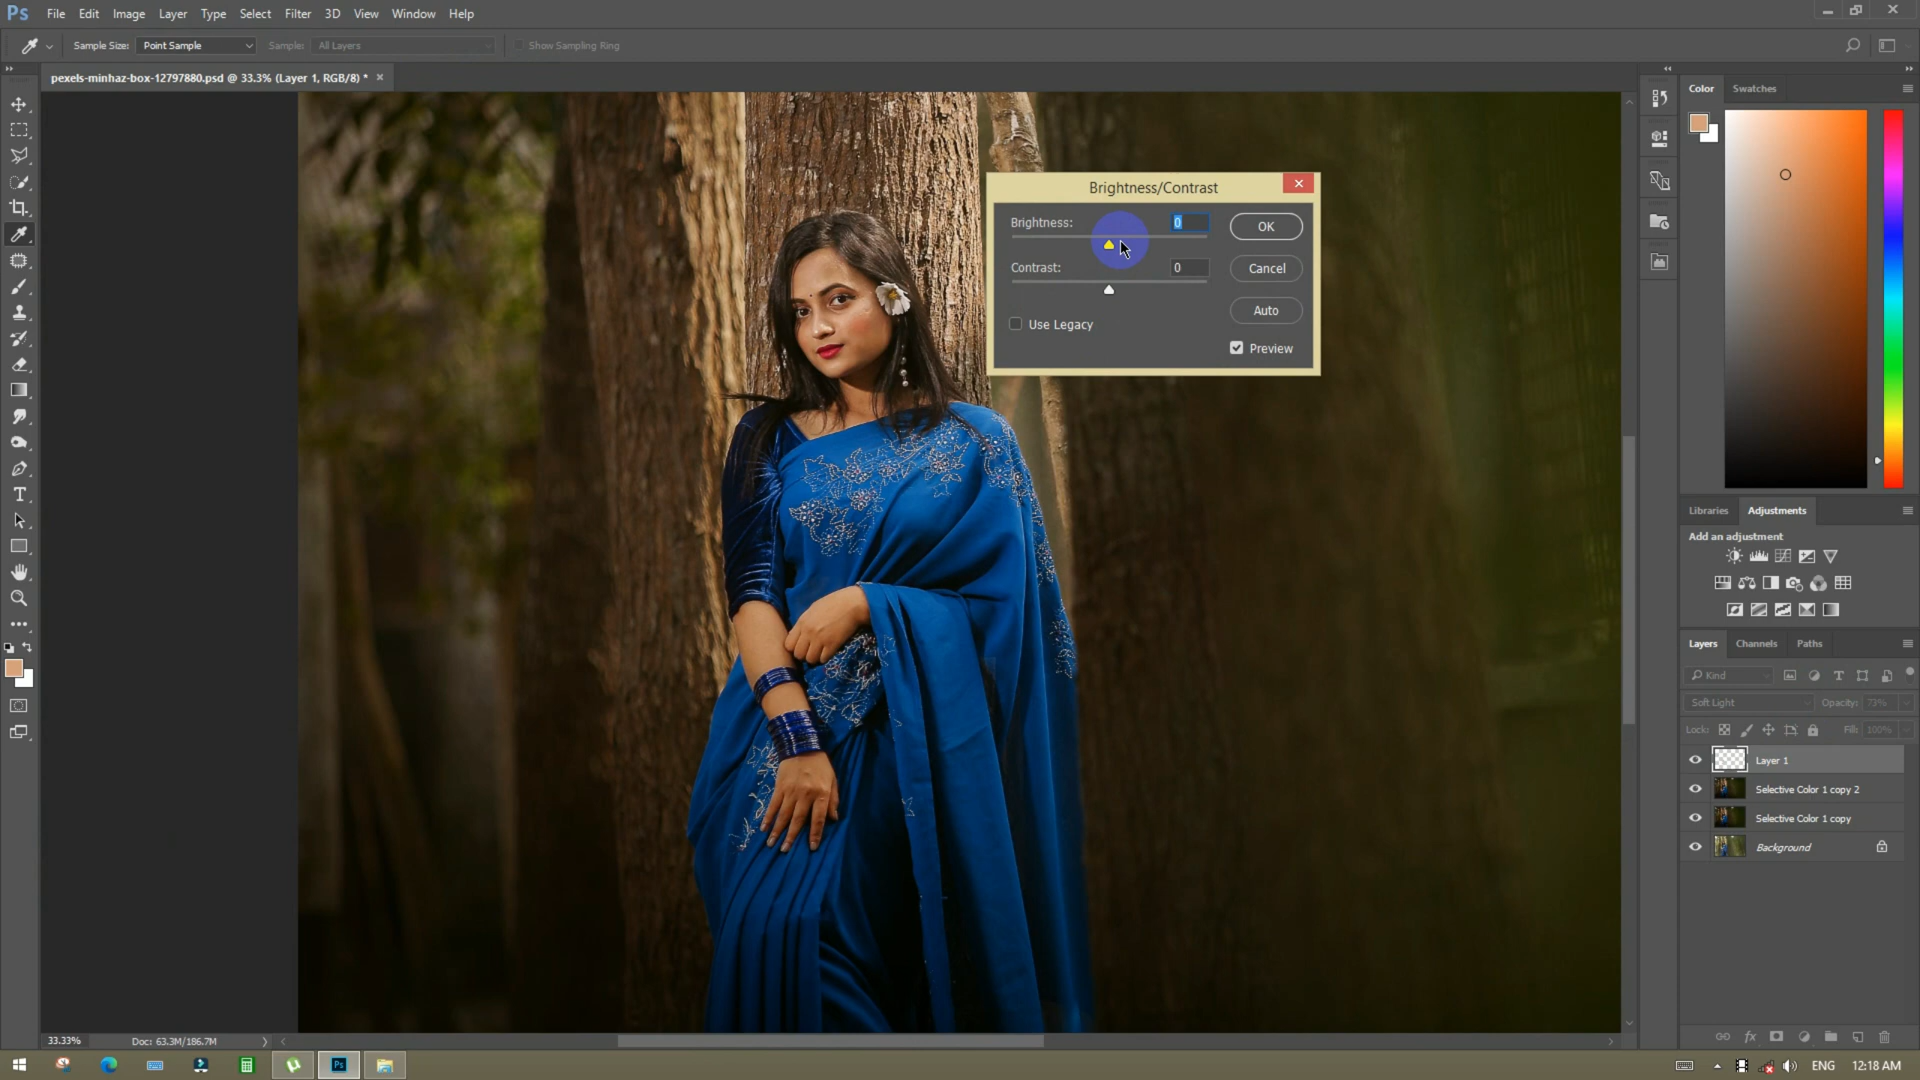 Ps File Edit Image Layer Type Select Filter 3D View Window Help
Sample Size: Point Sample Sample: All Layers Show Sampling Ring
pexels-minhaz-box-12797880.psd @ 33.3% (Layer 1, RGB/8) *
Color Swatches
Brightness/Contrast
Brightness: 0 OK
Contrast: 0 Cancel
Auto
Use Legacy
Preview
Libraries Adjustments
Add an adjustment
Layers Channels Paths
Kind
Soft Light Opacity: 73%
Lock: Fill: 100%
Layer 1
Selective Color 1 copy 2
Selective Color 1 copy
Background
33.33% Doc: 63.3M/186.7M
Ps ENG 12:18 AM